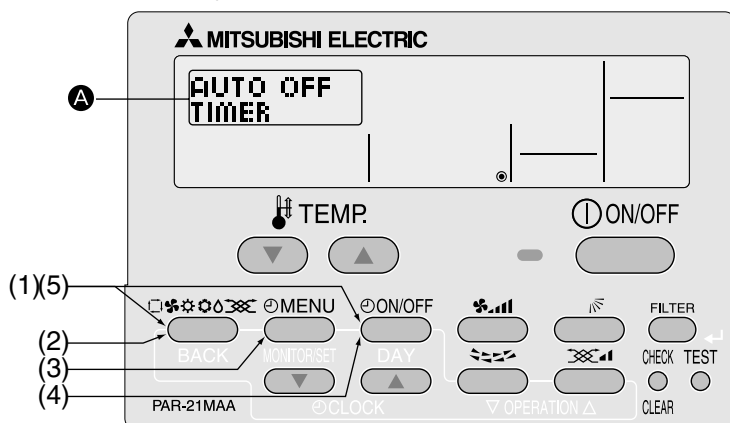 MITSUBISHI ELECTRIC
A
AUTO OFF
TIMER
TEMP.
ON/OFF
(1)(5)
MENU
ON/OFF
FILTER
(2)
BACK
MONITOR/SET
DAY
CHECK
TEST
(3)
(4)
PAR-21MAA
CLOCK
OPERATION
CLEAR